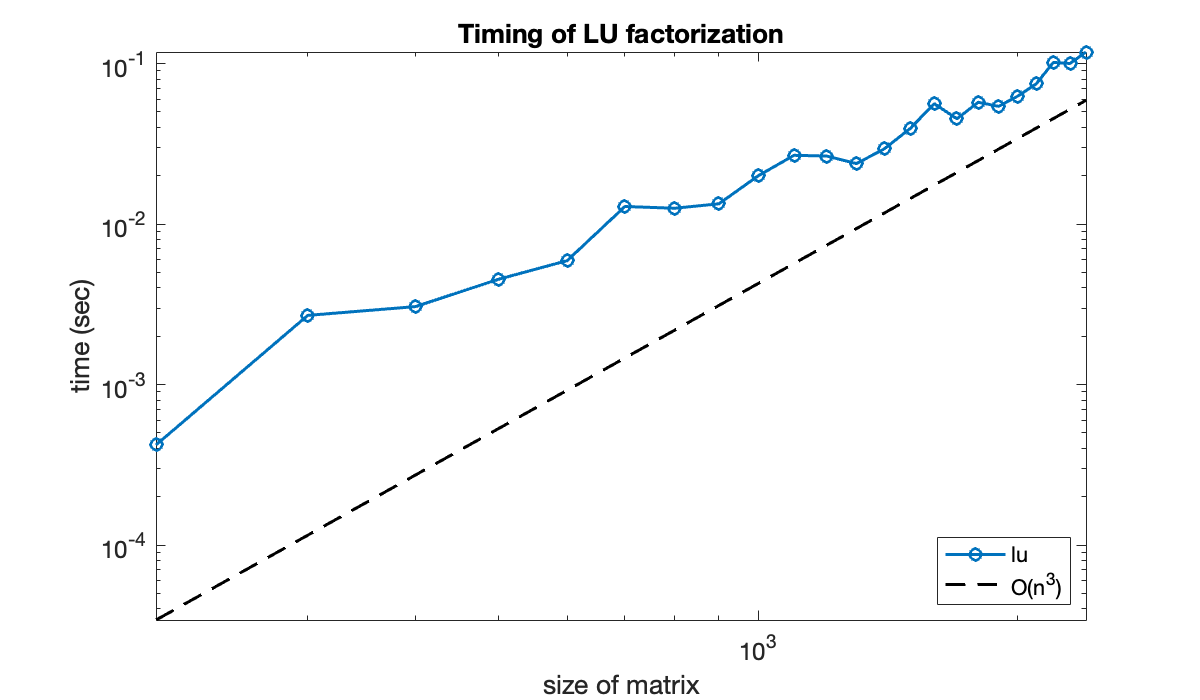 Timing of LU factorization
10^-1
10^-2
10^-3
10^-4
time (sec)
lu
O(n^3)
10^3
size of matrix